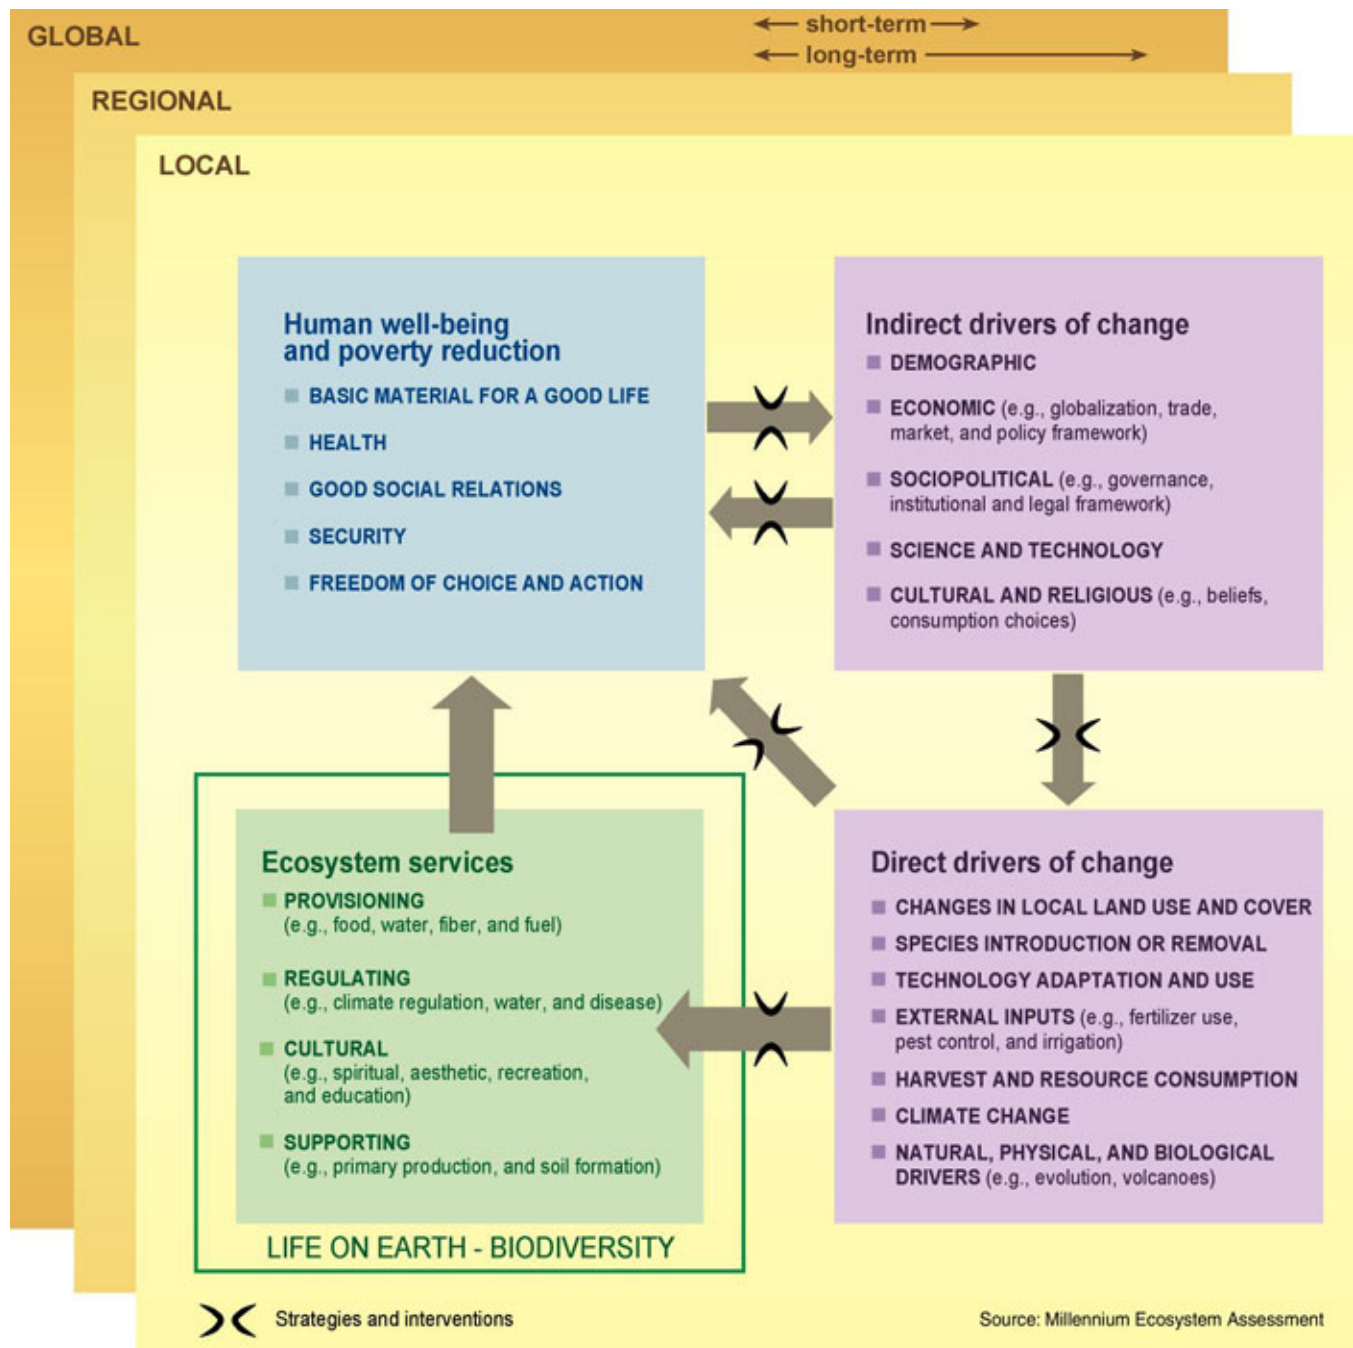 GLOBAL
short-term
long-term
REGIONAL
LOCAL
Human well-being
and poverty reduction
BASIC MATERIAL FOR A GOOD LIFE
HEALTH
GOOD SOCIAL RELATIONS
SECURITY
FREEDOM OF CHOICE AND ACTION
Indirect drivers of change
DEMOGRAPHIC
ECONOMIC (e.g., globalization, trade,
market, and policy framework)
SOCIOPOLITICAL (e.g., governance,
institutional and legal framework)
SCIENCE AND TECHNOLOGY
CULTURAL AND RELIGIOUS (e.g., beliefs,
consumption choices)
Ecosystem services
PROVISIONING
(e.g., food, water, fiber, and fuel)
REGULATING
(e.g., climate regulation, water, and disease)
CULTURAL
(e.g., spiritual, aesthetic, recreation,
and education)
SUPPORTING
(e.g., primary production, and soil formation)
LIFE ON EARTH - BIODIVERSITY
Direct drivers of change
CHANGES IN LOCAL LAND USE AND COVER
SPECIES INTRODUCTION OR REMOVAL
TECHNOLOGY ADAPTATION AND USE
EXTERNAL INPUTS (e.g., fertilizer use,
pest control, and irrigation)
HARVEST AND RESOURCE CONSUMPTION
CLIMATE CHANGE
NATURAL, PHYSICAL, AND BIOLOGICAL
DRIVERS (e.g., evolution, volcanoes)
Strategies and interventions
Source: Millennium Ecosystem Assessment